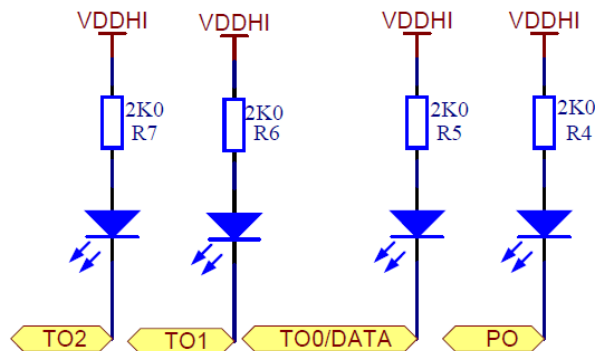 VDDHI VDDHI VDDHI VDDHI
2K0 2K0 2K0 2K0
R7 R6 R5 R4
TO2 TO1 TO0/DATA PO